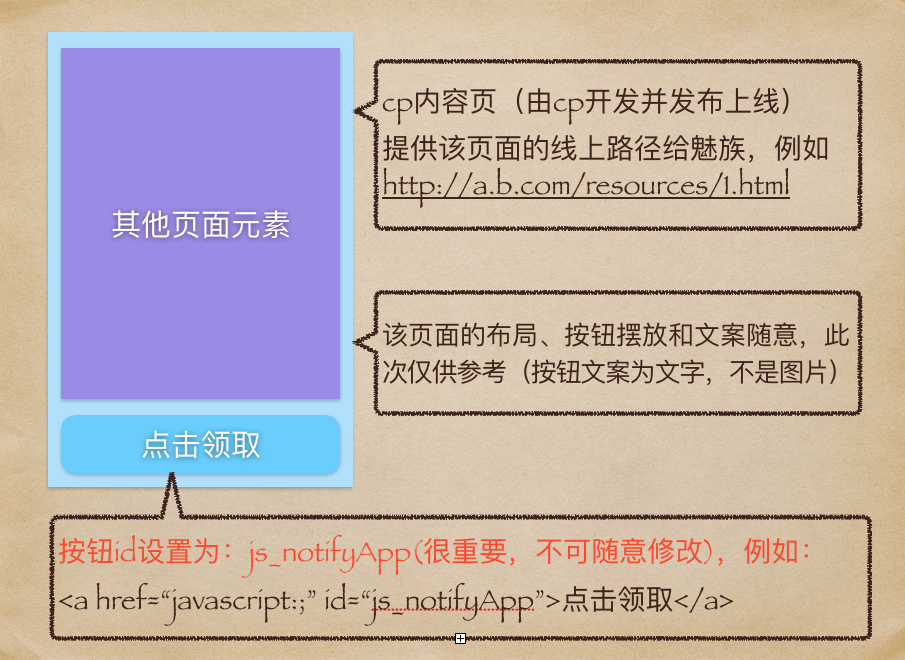 其他页面元素
点击领取
cp内容页（由cp开发并发布上线）
提供该页面的线上路径给魅族，例如
http://a.b.com/resources/1.html
该页面的布局、按钮摆放和文案随意，此
次仅供参考（按钮文案为文字，不是图片）
按钮id设置为：js_notifyApp(很重要，不可随意修改)，例如：
<a href=“javascript:;” id=“js_notifyApp”>点击领取</a>